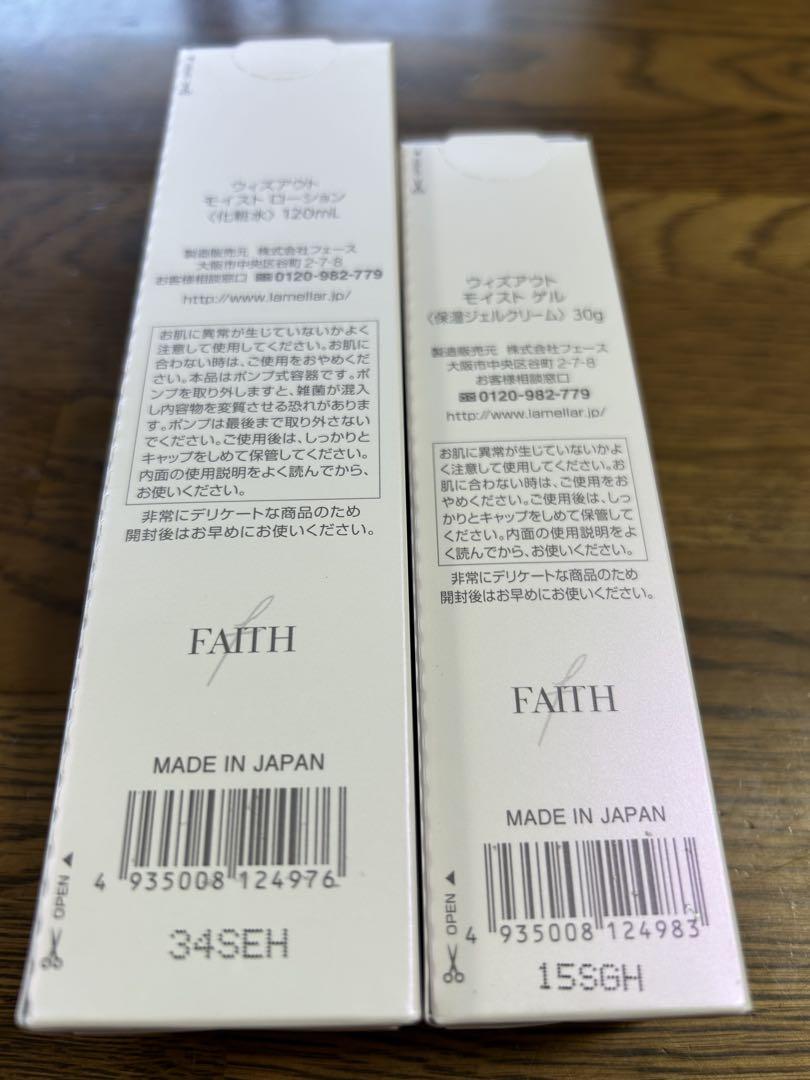 ウィズアウト
モイスト ローション
〈化粧水〉 120mL
製造販売元 株式会社フェース
大阪市中央区谷町2-7-8
お客様相談窓口 0120-982-779
http://www.lamellar.jp/
お肌に異常が生じていないかよく
注意して使用してください。お肌に
合わない時は、ご使用をおやめくだ
さい。本品はポンプ式容器です。ポ
ンプを取り外しますと、雑菌が混入
し内容物を変質させる恐れがありま
す。ポンプは最後まで取り外さない
でください。ご使用後は、しっかりと
キャップをしめて保管してください。
内面の使用説明をよく読んでから、
お使いください。
非常にデリケートな商品のため
開封後はお早めにお使いください。
f
FAITH
MADE IN JAPAN
OPEN
4 935008 124976
34SEH
ウィズアウト
モイスト ゲル
〈保湿ジェルクリーム〉 30g
製造販売元 株式会社フェース
大阪市中央区谷町2-7-8
お客様相談窓口
0120-982-779
http://www.lamellar.jp/
お肌に異常が生じていないかよ
く注意して使用してください。お
肌に合わない時は、ご使用をお
やめください。ご使用後は、しっ
かりとキャップをしめて保管して
ください。内面の使用説明をよ
く読んでから、お使いください。
非常にデリケートな商品のため
開封後はお早めにお使いください。
f
FAITH
MADE IN JAPAN
OPEN
4 935008 124983
15SGH